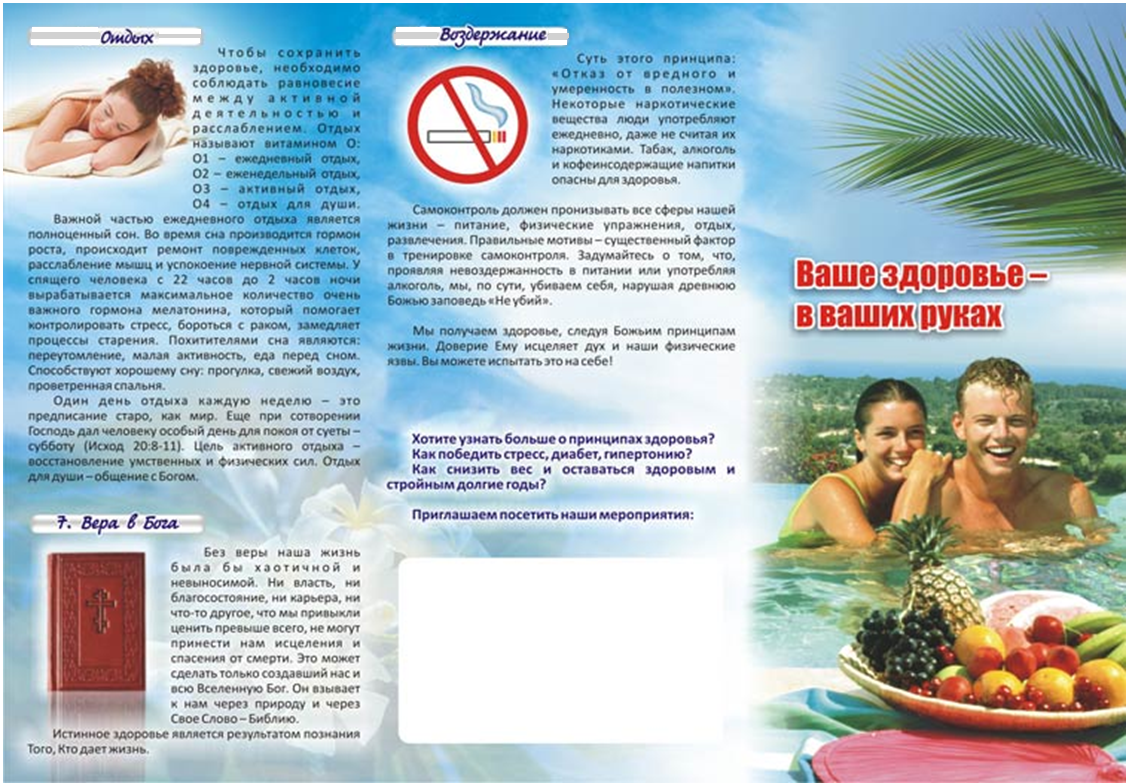 Отдых
Чтобы сохранить
здоровье, необходимо
соблюдать равновесие
между активной
деятельностью и
расслаблением. Отдых
называют витамином О:
О1 – ежедневный отдых,
О2 – еженедельный отдых,
О3 – активный отдых,
О4 – отдых для души.
Важной частью ежедневного отдыха является
полноценный сон. Во время сна производится гормон
роста, происходит ремонт поврежденных клеток,
расслабление мышц и успокоение нервной системы. У
спящего человека с 22 часов до 2 часов ночи
вырабатывается максимальное количество очень
важного гормона мелатонина, который помогает
контролировать стресс, бороться с раком, замедляет
процессы старения. Похитителями сна являются:
переутомление, малая активность, еда перед сном.
Способствуют хорошему сну: прогулка, свежий воздух,
проветренная спальня.
Один день отдыха каждую неделю – это
предписание старо, как мир. Еще при сотворении
Господь дал человеку особый день для покоя от суеты –
субботу (Исход 20:8-11). Цель активного отдыха –
восстановление умственных и физических сил. Отдых
для души – общение с Богом.
7. Вера в Бога
Без веры наша жизнь
была бы хаотичной и
невыносимой. Ни власть, ни
благосостояние, ни карьера, ни
что-то другое, что мы привыкли
ценить превыше всего, не могут
принести нам исцеления и
спасения от смерти. Это может
сделать только создавший нас и
всю Вселенную Бог. Он взывает
к нам через природу и через
Свое Слово – Библию.
Истинное здоровье является результатом познания
Того, Кто дает жизнь.
Воздержание
Суть этого принципа:
«Отказ от вредного и
умеренность в полезном».
Некоторые наркотические
вещества люди употребляют
ежедневно, даже не считая их
наркотиками. Табак, алкоголь
и кофеинсодержащие напитки
опасны для здоровья.
Самоконтроль должен пронизывать все сферы нашей
жизни – питание, физические упражнения, отдых,
развлечения. Правильные мотивы – существенный фактор
в тренировке самоконтроля. Задумайтесь о том, что,
проявляя невоздержанность в питании или употребляя
алкоголь, мы, по сути, убиваем себя, нарушая древнюю
Божью заповедь «Не убий».
Мы получаем здоровье, следуя Божьим принципам
жизни. Доверие Ему исцеляет дух и наши физические
язвы. Вы можете испытать это на себе!
Хотите узнать больше о принципах здоровья?
Как победить стресс, диабет, гипертонию?
Как снизить вес и оставаться здоровым и
стройным долгие годы?
Приглашаем посетить наши мероприятия:
Ваше здоровье –
в ваших руках